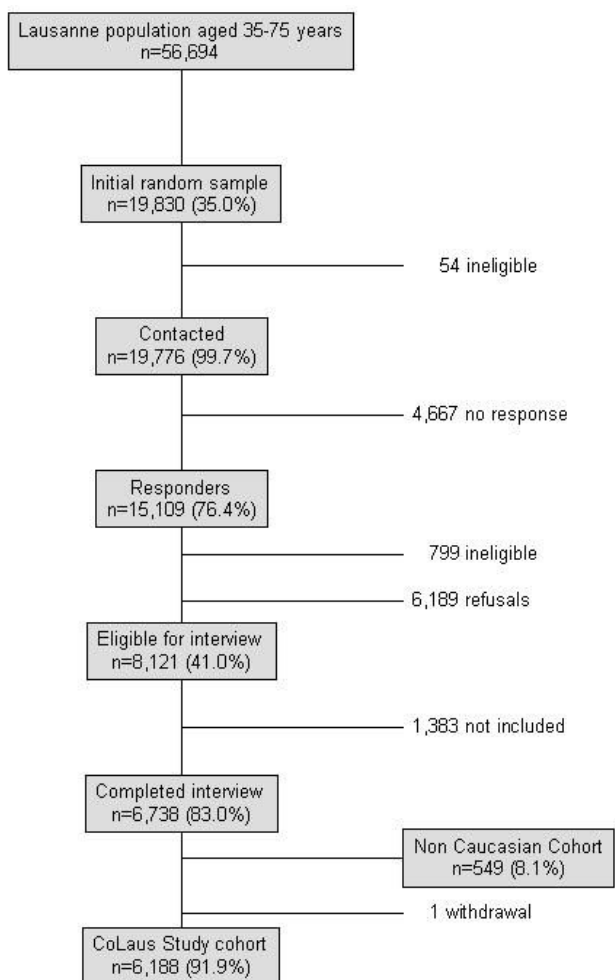 Lausanne population aged 35-75 years
n=56,694
Initial random sample
n=19,830 (35.0%)
54 ineligible
Contacted
n=19,776 (99.7%)
4,667 no response
Responders
n=15,109 (76.4%)
799 ineligible
6,189 refusals
Eligible for interview
n=8,121 (41.0%)
1,383 not included
Completed interview
n=6,738 (83.0%)
Non Caucasian Cohort
n=549 (8.1%)
1 withdrawal
CoLaus Study cohort
n=6,188 (91.9%)